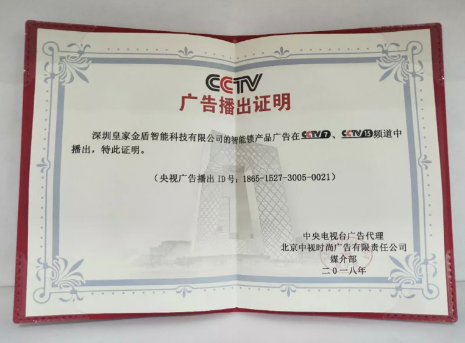 CCTV
广告播出证明
深圳皇家金盾智能科技有限公司的智能锁产品广告在CCTV7、CCTV15频道中
播出，特此证明。
（央视广告播出ID号：1865-1527-3005-0021）
中央电视台广告代理
北京中视时尚广告有限责任公司
媒介部
二〇一八年